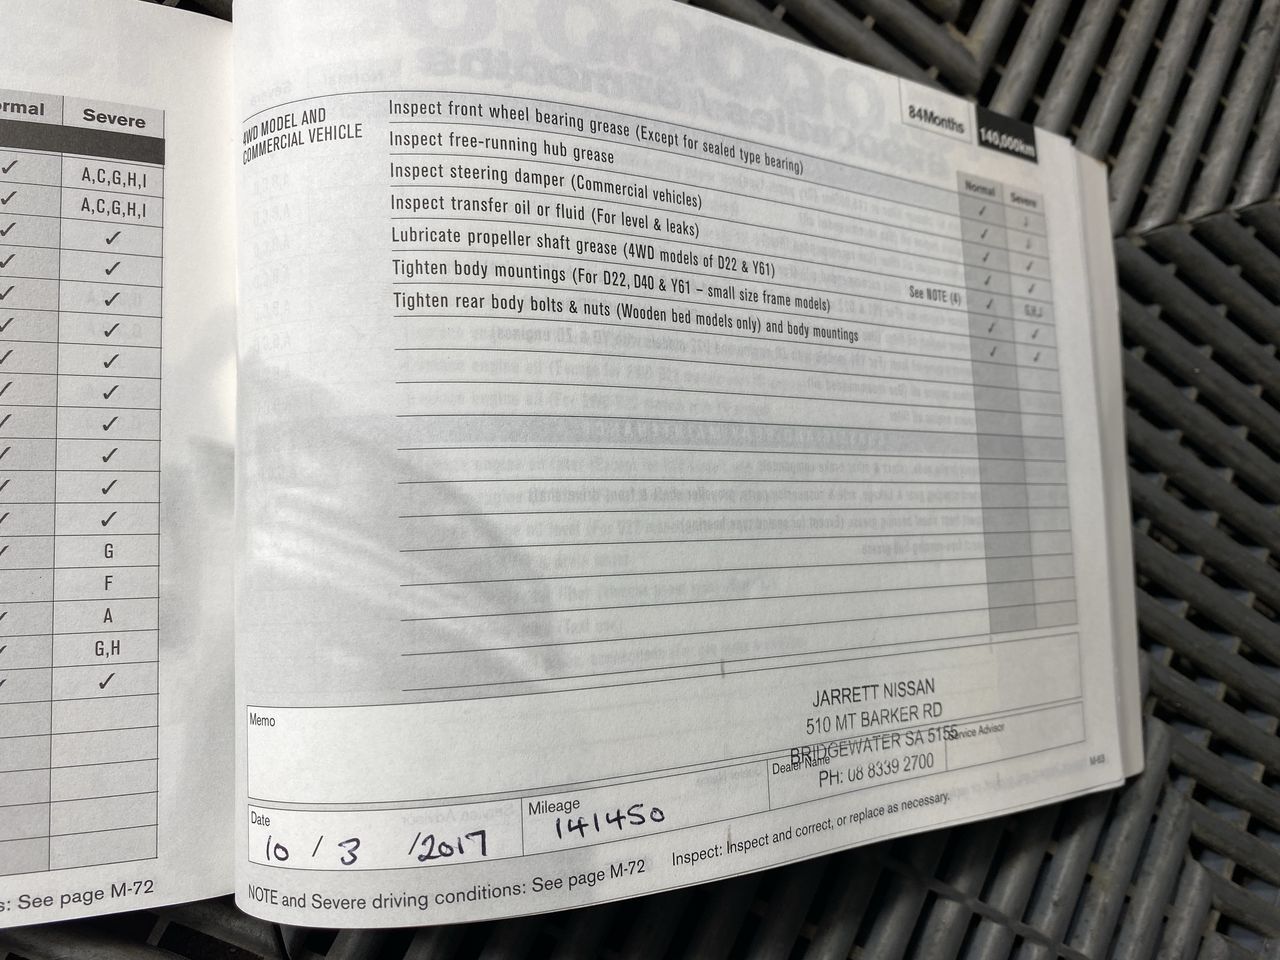 ormal Severe
✓ A,C,G,H,I
✓ A,C,G,H,I
✓ ✓
✓ ✓
✓ ✓
✓ ✓
✓ ✓
✓ ✓
✓ ✓
✓ ✓
✓ ✓
✓ ✓
✓ G
F
✓ A
✓ G,H
✓ ✓
s: See page M-72
84Months 140,000km
Normal Severe
4WD MODEL AND
COMMERCIAL VEHICLE
Inspect front wheel bearing grease (Except for sealed type bearing) ✓
Inspect free-running hub grease ✓
Inspect steering damper (Commercial vehicles) ✓ ✓
Inspect transfer oil or fluid (For level & leaks) ✓ ✓
Lubricate propeller shaft grease (4WD models of D22 & Y61) See NOTE (4) ✓
Tighten body mountings (For D22, D40 & Y61 – small size frame models) ✓ ✓
Tighten rear body bolts & nuts (Wooden bed models only) and body mountings ✓ ✓
Memo
JARRETT NISSAN
510 MT BARKER RD
BRIDGEWATER SA 5155
PH: 08 8339 2700
Date
10 / 3 /2017
Mileage
141450
Dealer Name
Service Advisor
M-63
NOTE and Severe driving conditions: See page M-72 Inspect: Inspect and correct, or replace as necessary.